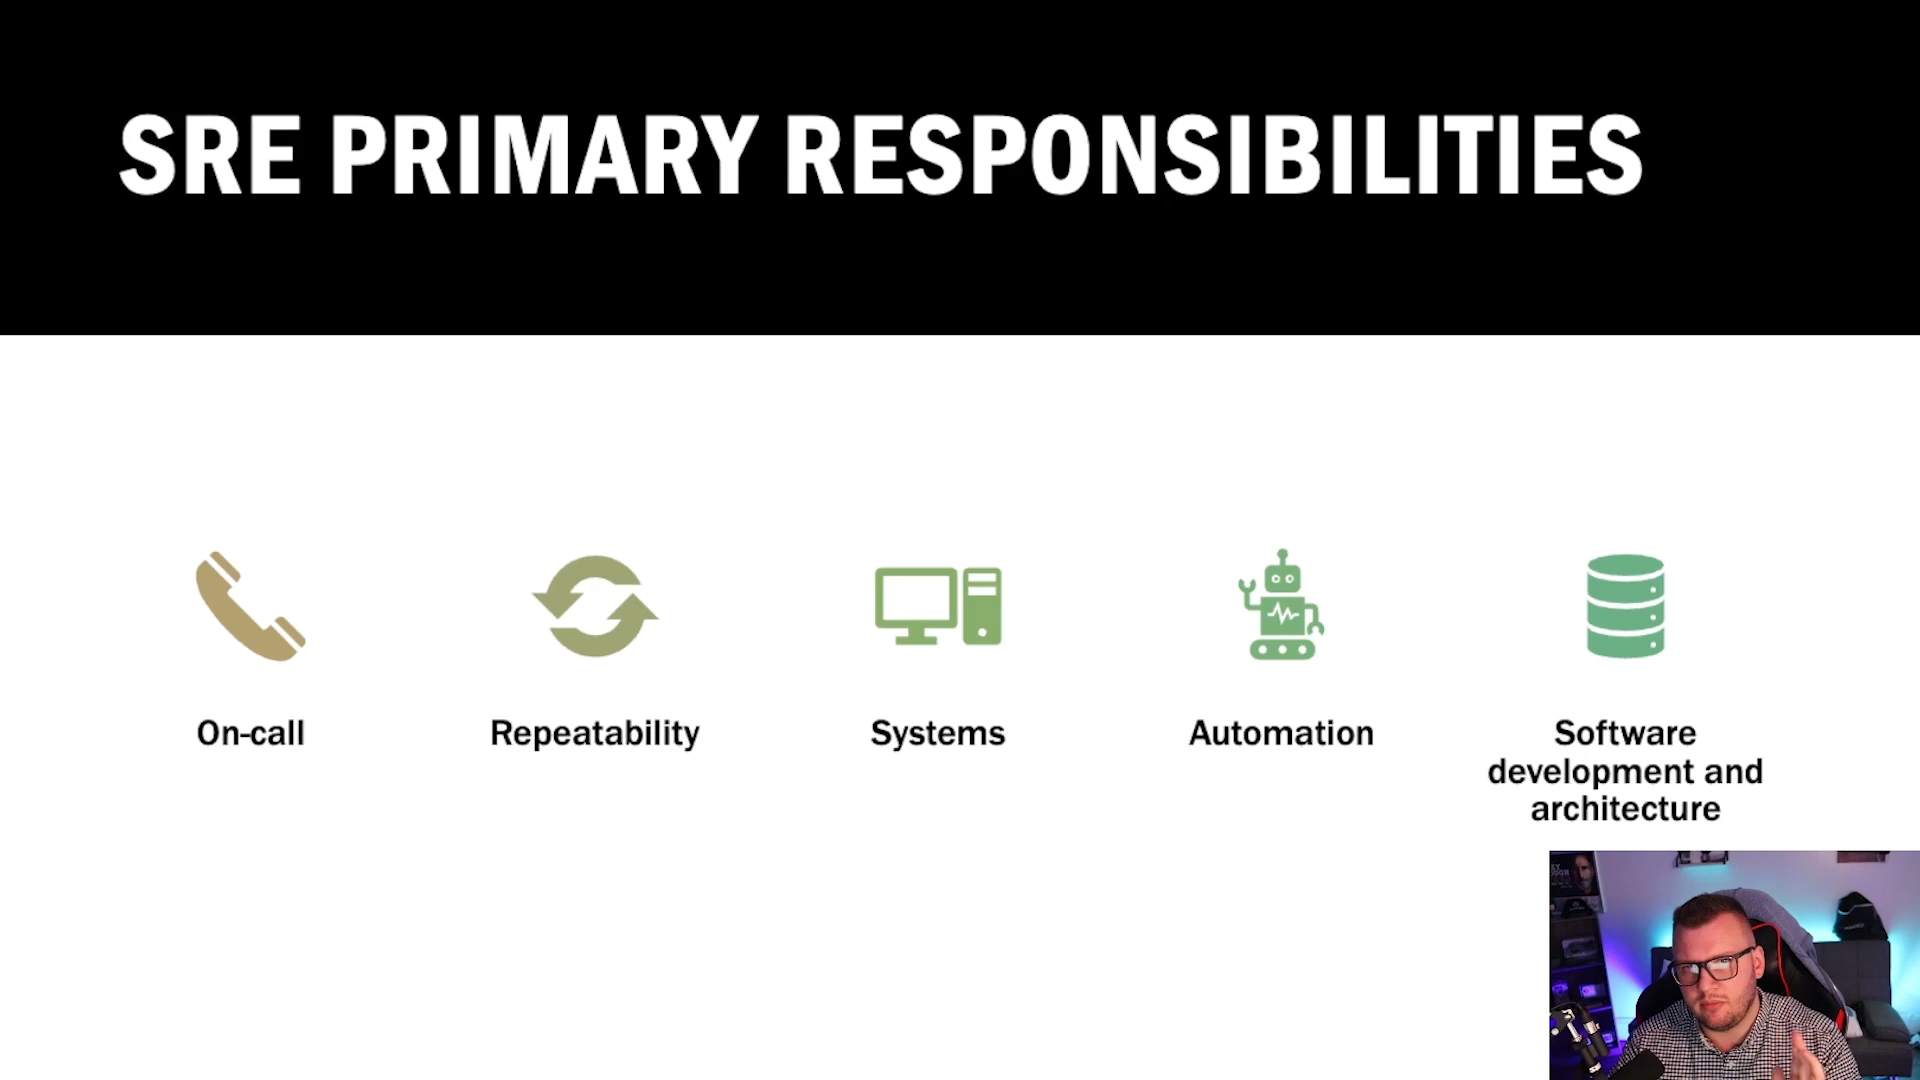 SRE PRIMARY RESPONSIBILITIES
On-call
Repeatability
Systems
Automation
Software
development and
architecture